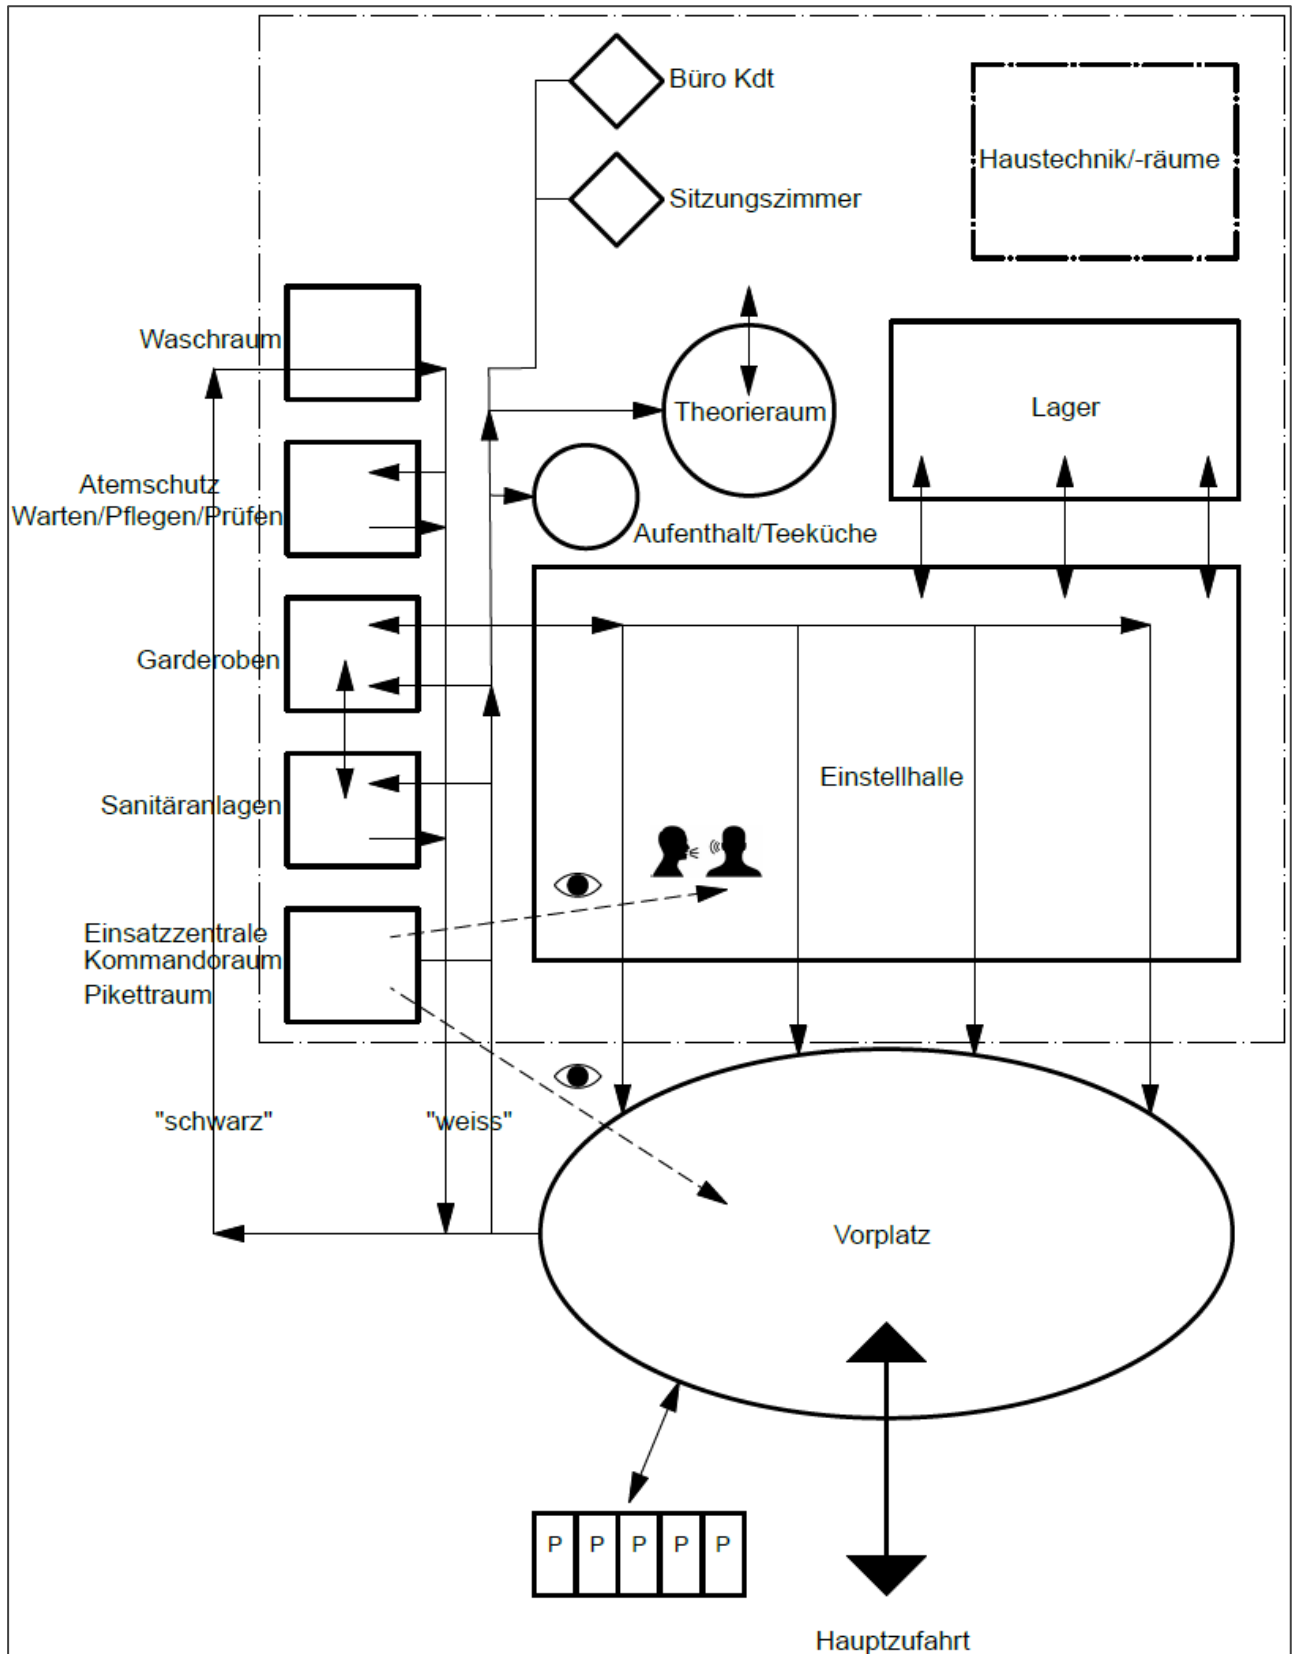 Büro Kdt
Haustechnik/-räume
Sitzungszimmer
Waschraum
Theorieraum
Lager
Atemschutz
Warten/Pflegen/Prüfen
Aufenthalt/Teeküche
Garderoben
Einstellhalle
Sanitäranlagen
Einsatzzentrale
Kommandoraum
Pikettraum
"schwarz"
"weiss"
Vorplatz
P P P P P
Hauptzufahrt